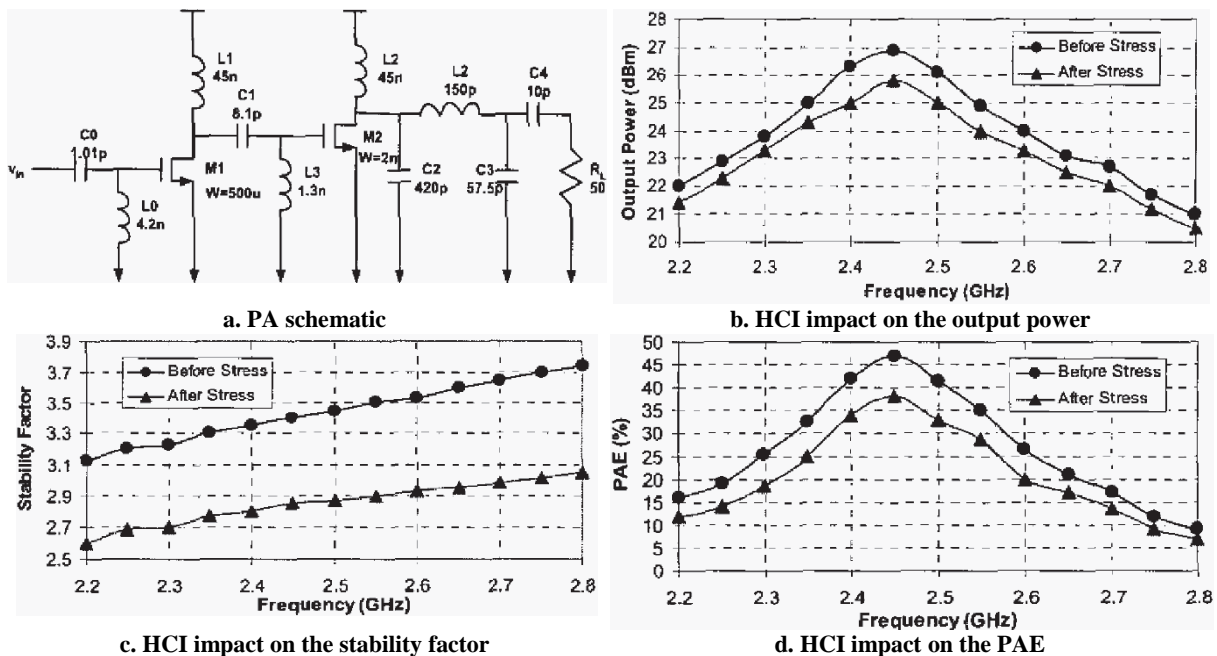 L1
45n
L2
45n
L2
150p
C4
10p
C1
8.1p
C0
1.01p
Vin
M1
W=500u
L0
4.2n
L3
1.3n
M2
C2
420p
C3
57.5p
RL
50
a. PA schematic
Output Power (dBm)
28
27
26
25
24
23
22
21
20
2.2 2.3 2.4 2.5 2.6 2.7 2.8
Frequency (GHz)
Before Stress
After Stress
b. HCI impact on the output power
Stability Factor
3.9
3.7
3.5
3.3
3.1
2.9
2.7
2.5
2.2 2.3 2.4 2.5 2.6 2.7 2.8
Frequency (GHz)
Before Stress
After Stress
c. HCI impact on the stability factor
PAE (%)
50
45
40
35
30
25
20
15
10
5
0
2.2 2.3 2.4 2.5 2.6 2.7 2.8
Frequency (GHz)
Before Stress
After Stress
d. HCI impact on the PAE